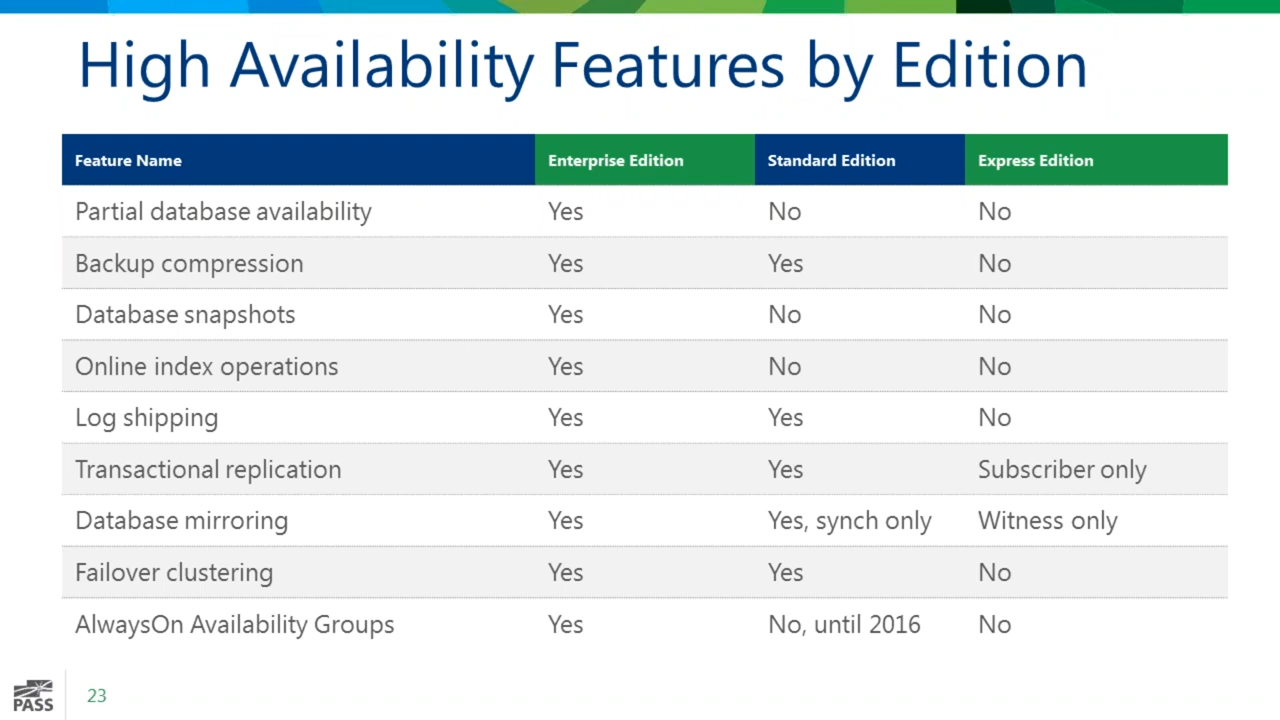 High Availability Features by Edition
Feature Name Enterprise Edition Standard Edition Express Edition
Partial database availability Yes No No
Backup compression Yes Yes No
Database snapshots Yes No No
Online index operations Yes No No
Log shipping Yes Yes No
Transactional replication Yes Yes Subscriber only
Database mirroring Yes Yes, synch only Witness only
Failover clustering Yes Yes No
AlwaysOn Availability Groups Yes No, until 2016 No
PASS 23